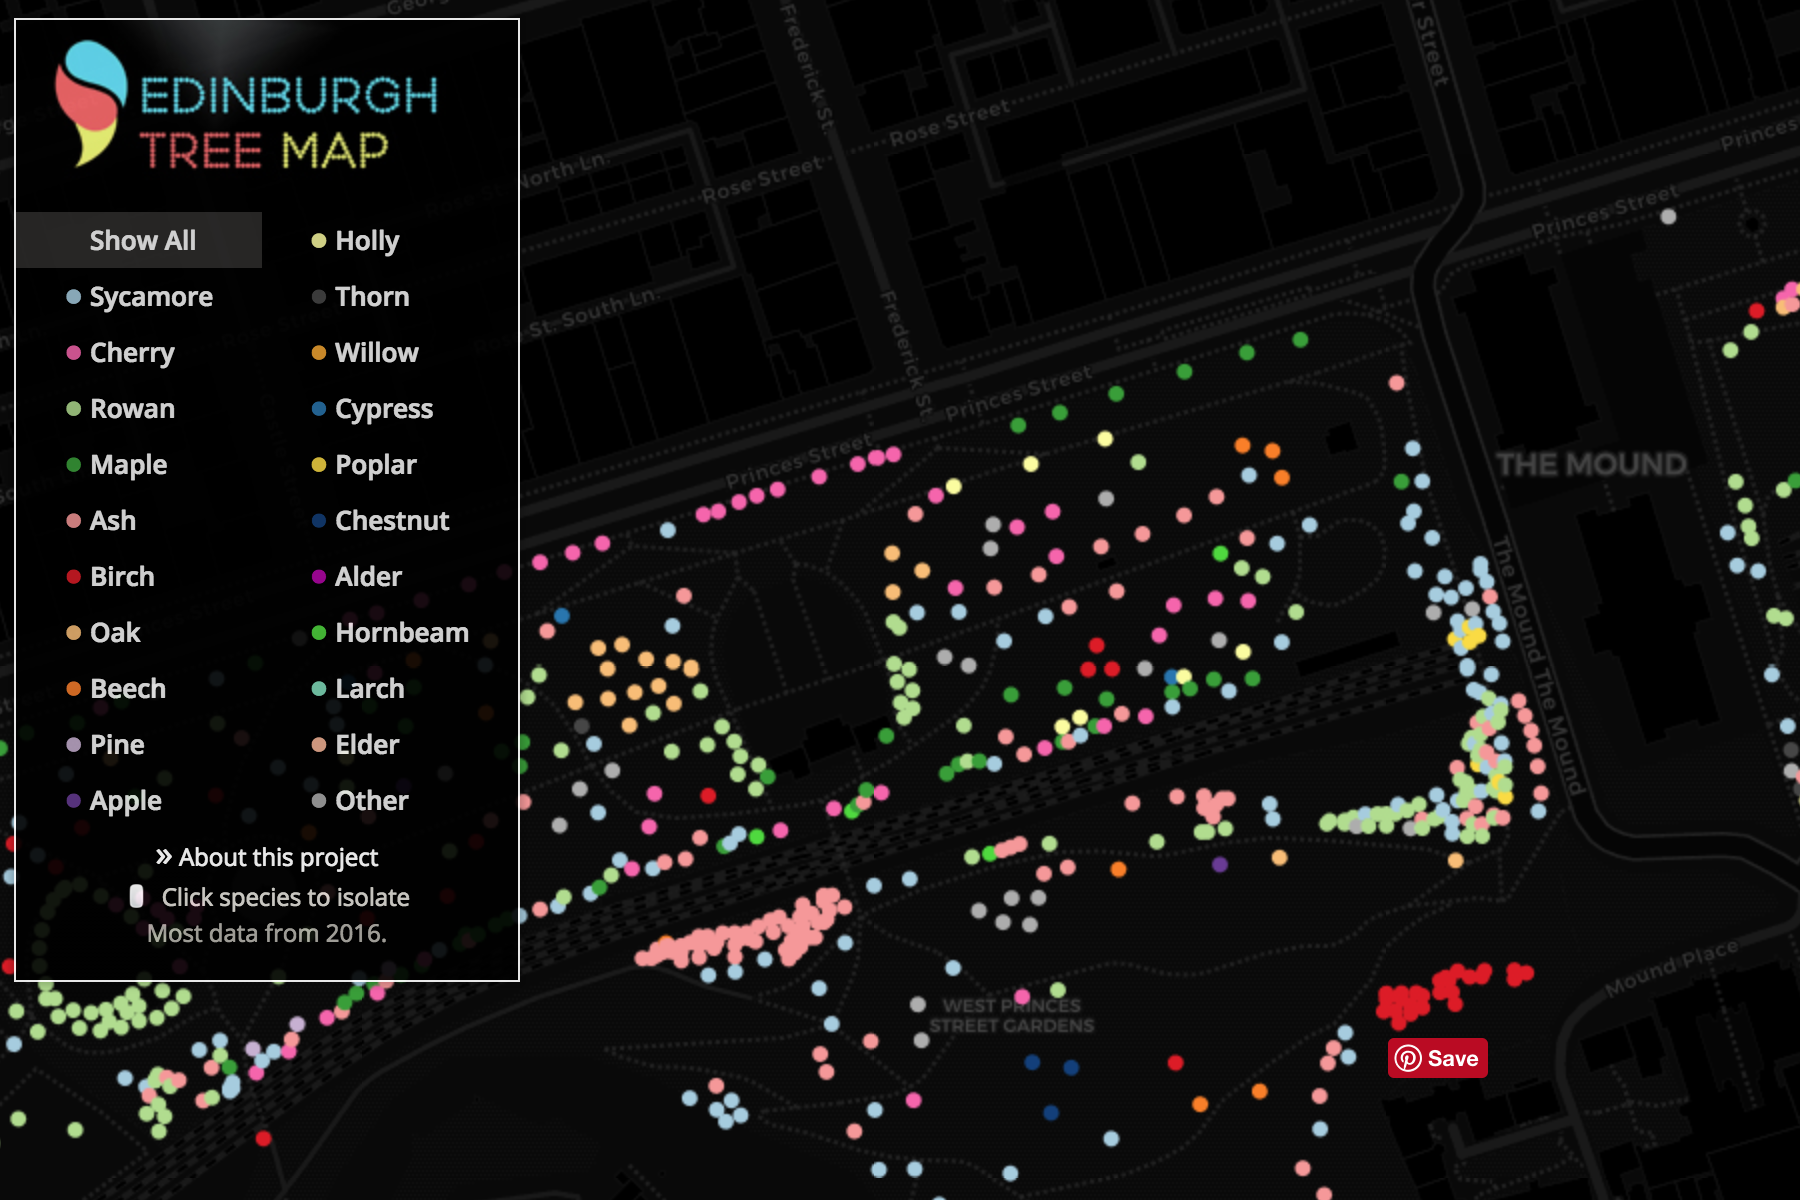 EDINBURGH
TREE MAP
Show All
Holly
Sycamore
Thorn
Cherry
Willow
Rowan
Cypress
Maple
Poplar
Ash
Chestnut
Birch
Alder
Oak
Hornbeam
Beech
Larch
Pine
Elder
Apple
Other
» About this project
Click species to isolate
Most data from 2016.
Frederick St.
Rose Street
Rose Street
North Ln.
St. South Ln.
Frederick St
Princes Street
Princes Street
Princes Street
Princes
THE MOUND
The Mound
The Mound
Mound Place
WEST PRINCES
STREET GARDENS
Save